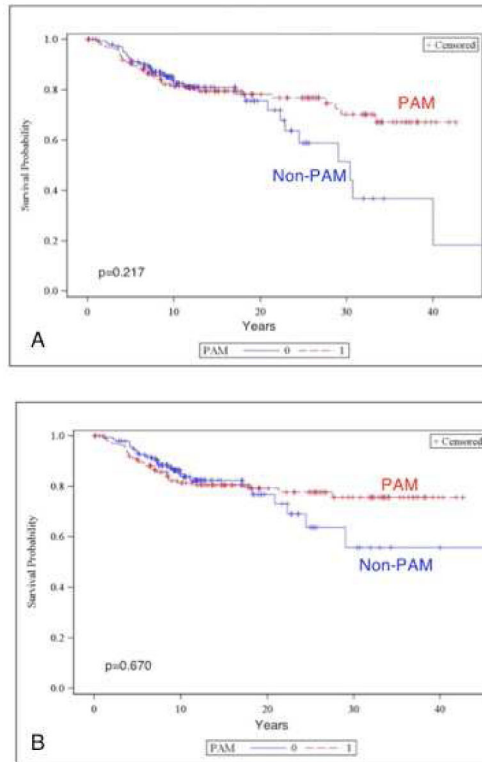 + Censored
1.0
0.8
0.6
0.4
0.2
0.0
Survival Probability
PAM
Non-PAM
p=0.217
0 10 20 30 40
Years
A
PAM 0 1
+ Censored
1.0
0.8
0.6
0.4
0.2
0.0
Survival Probability
PAM
Non-PAM
p=0.670
0 10 20 30 40
Years
B
PAM 0 1